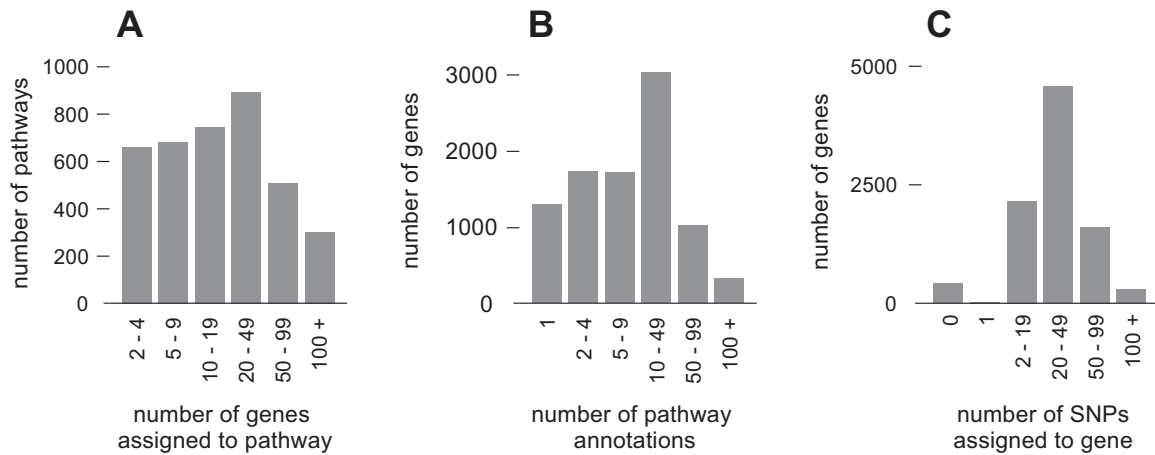 A
number of pathways
1000
800
600
400
200
0
2 - 4
5 - 9
10 - 19
20 - 49
50 - 99
100 +
number of genes
assigned to pathway
B
number of genes
3000
2000
1000
0
1
2 - 4
5 - 9
10 - 49
50 - 99
100 +
number of pathway
annotations
C
number of genes
5000
2500
0
0
1
2 - 19
20 - 49
50 - 99
100 +
number of SNPs
assigned to gene